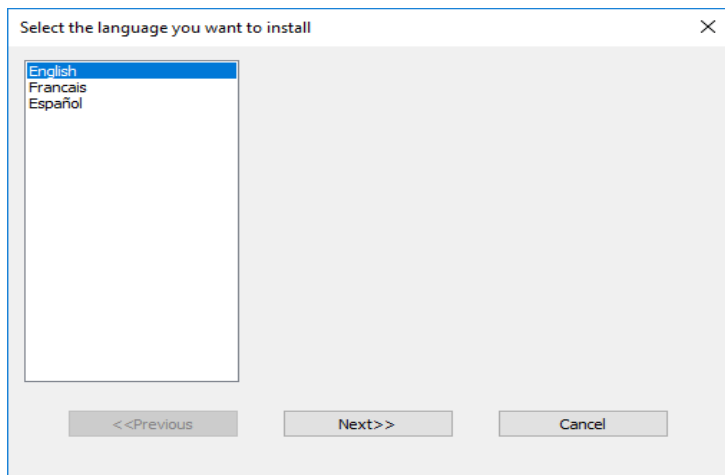 Select the language you want to install
English
Francais
Español
<<Previous
Next>>
Cancel